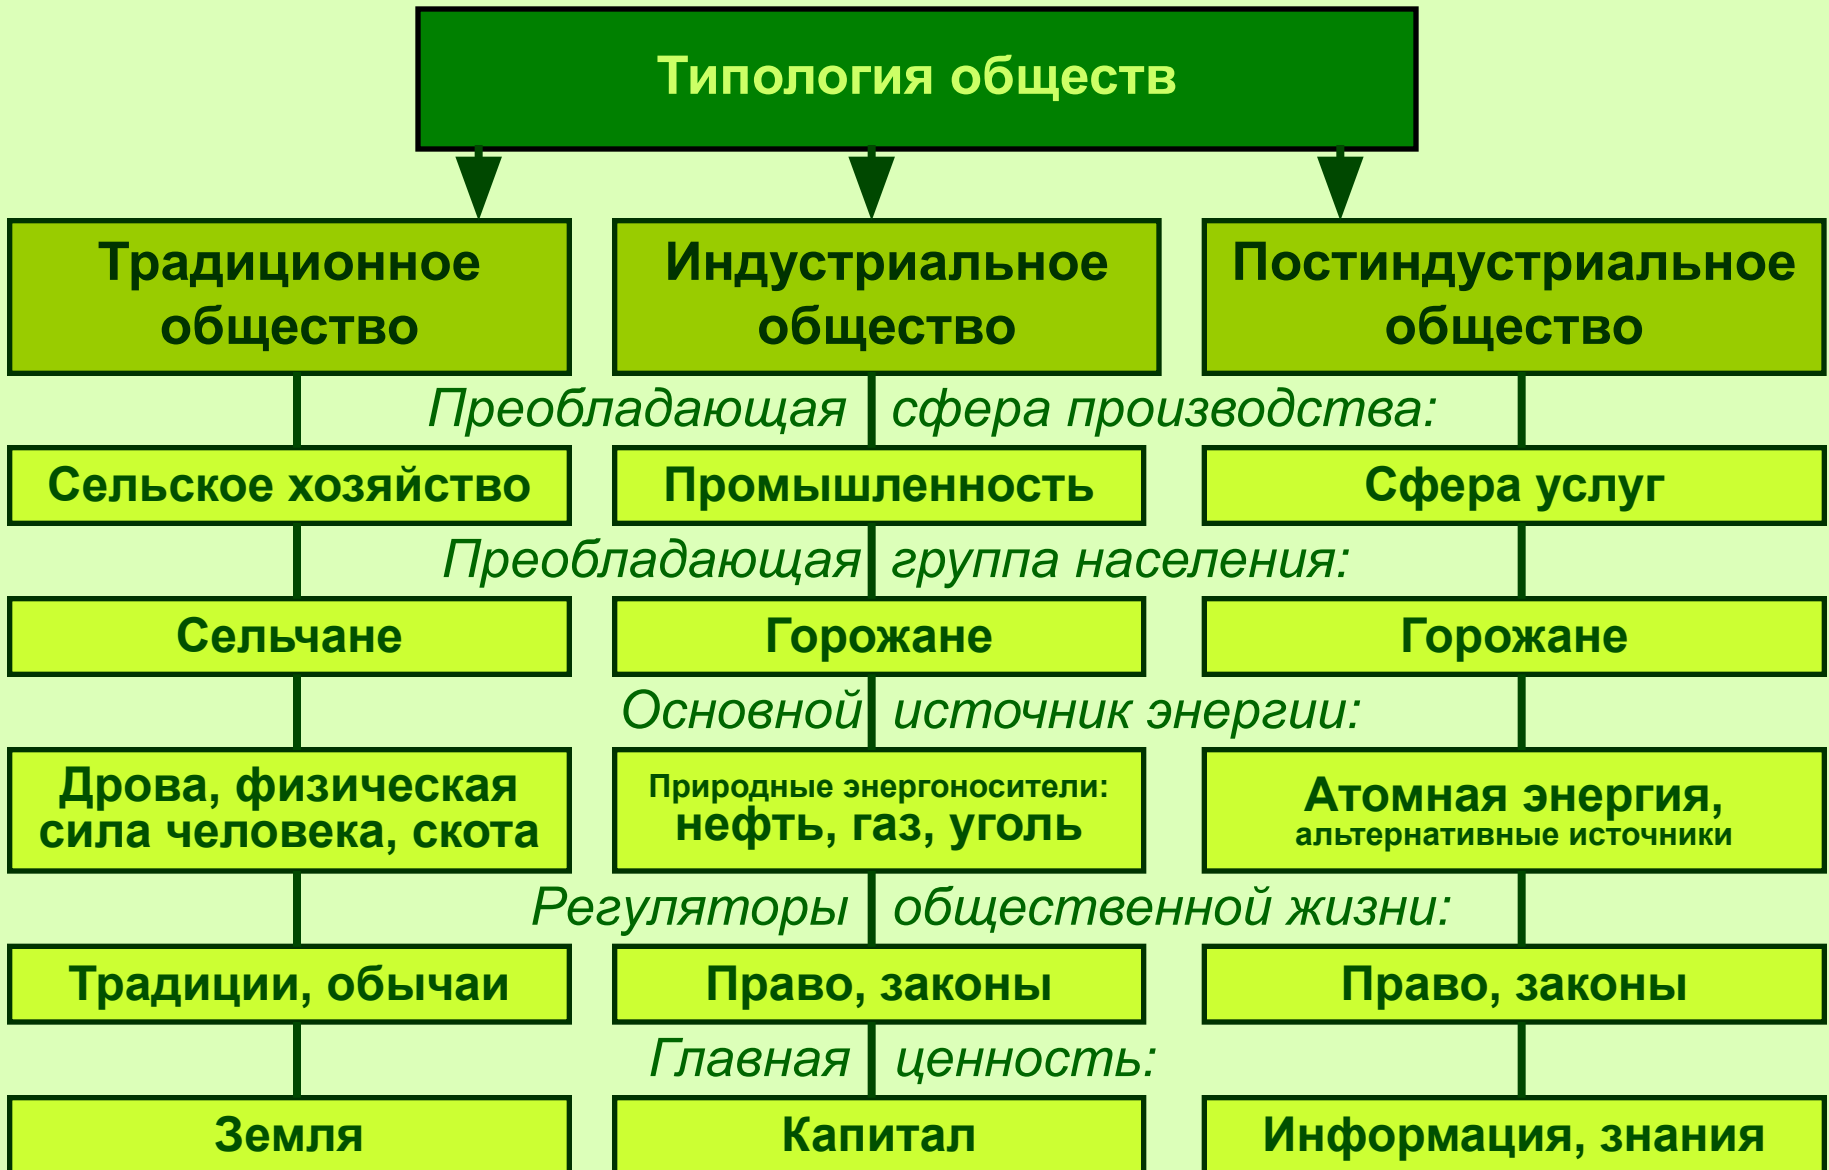 Типология обществ
Традиционное
общество
Индустриальное
общество
Постиндустриальное
общество
Преобладающая сфера производства:
Сельское хозяйство
Промышленность
Сфера услуг
Преобладающая группа населения:
Сельчане
Горожане
Горожане
Основной источник энергии:
Дрова, физическая
сила человека, скота
Природные энергоносители:
нефть, газ, уголь
Атомная энергия,
альтернативные источники
Регуляторы общественной жизни:
Традиции, обычаи
Право, законы
Право, законы
Главная ценность:
Земля
Капитал
Информация, знания